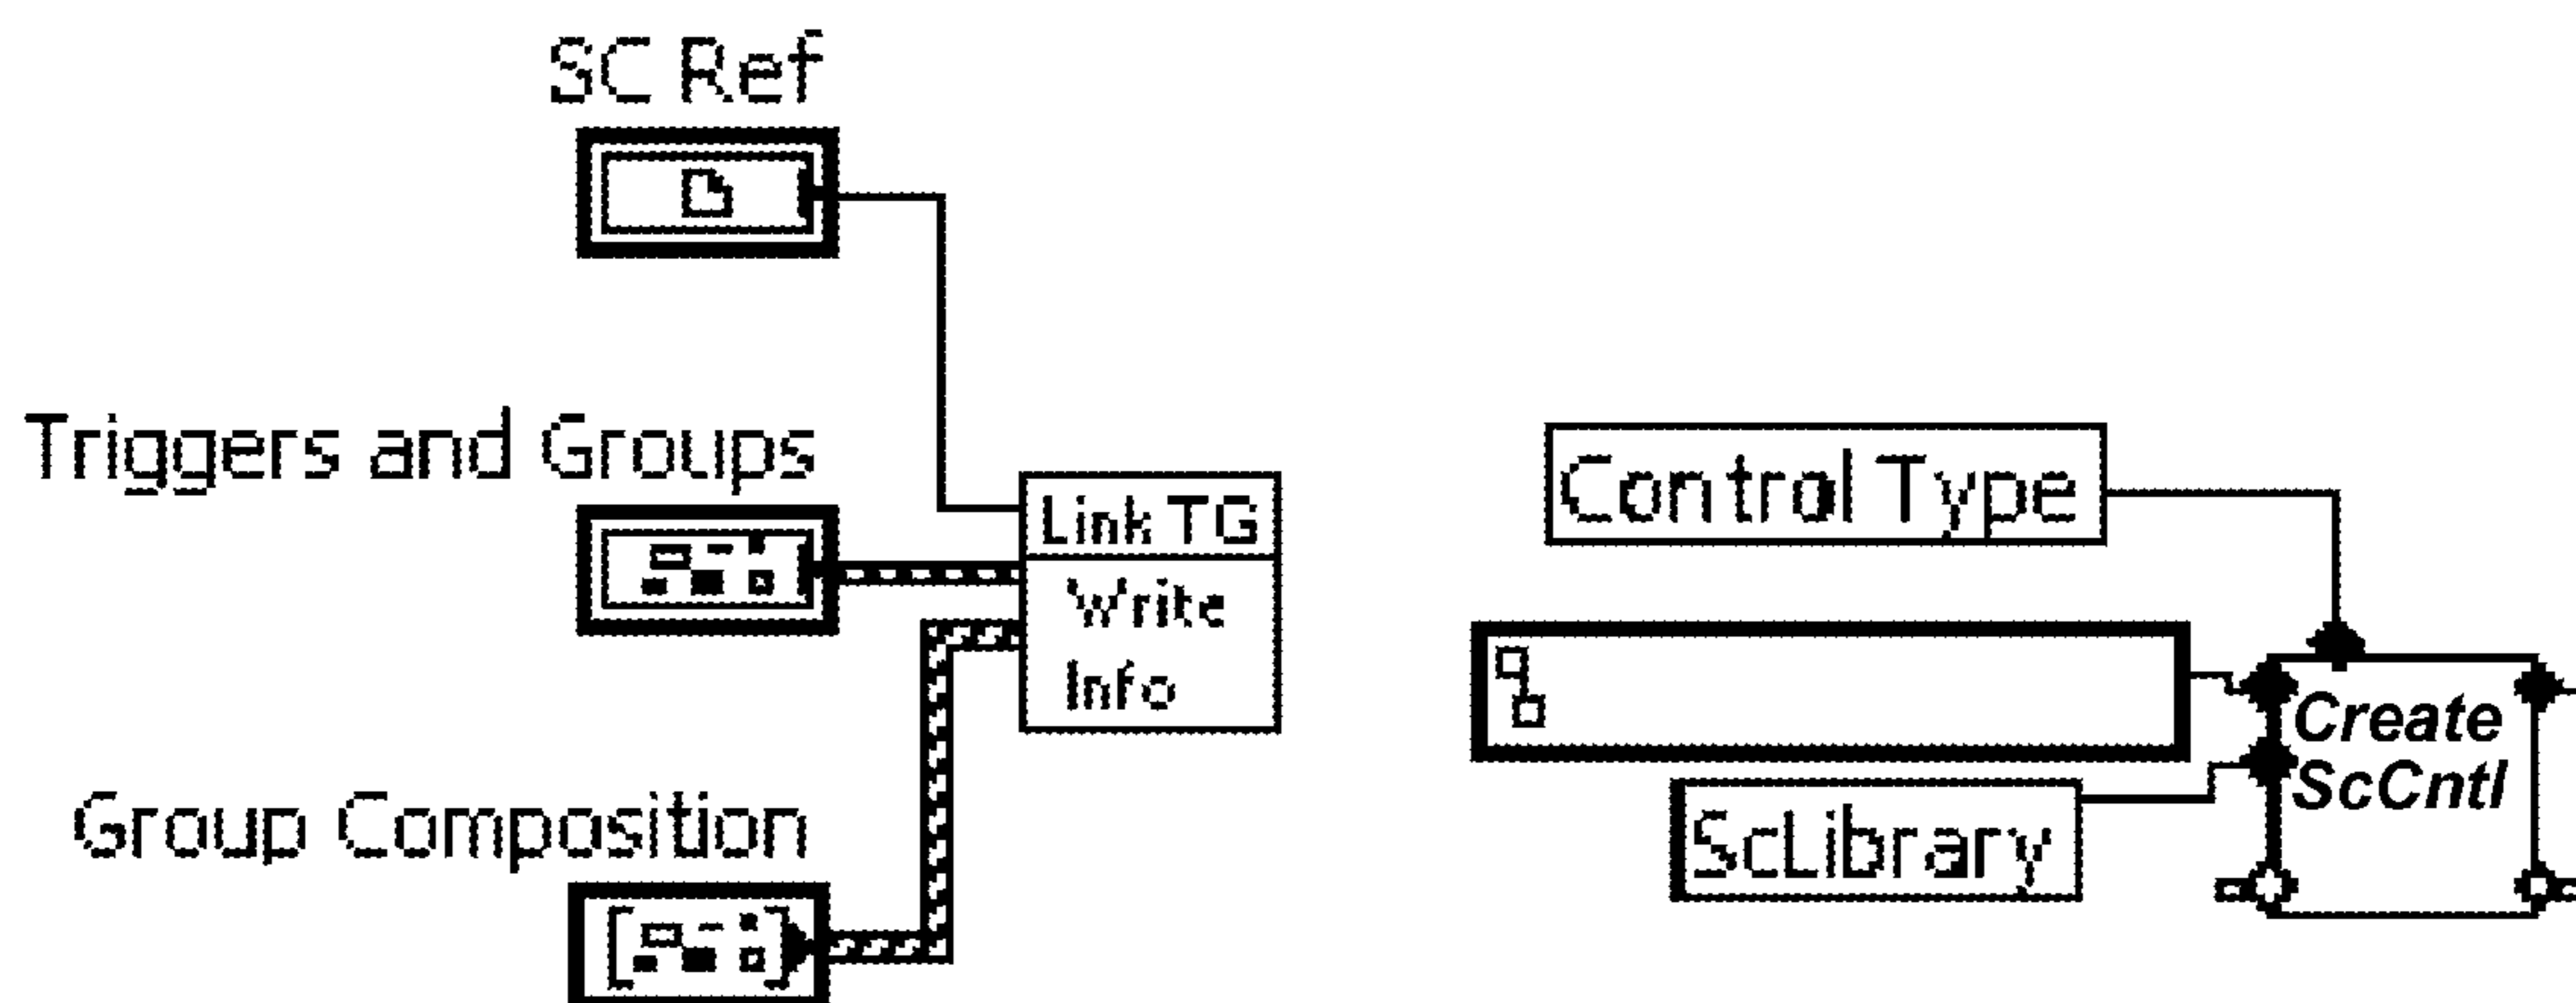 SC Ref
Triggers and Groups
Link TG
Write
Info
Group Composition
Control Type
ScLibrary
Create
ScCntl